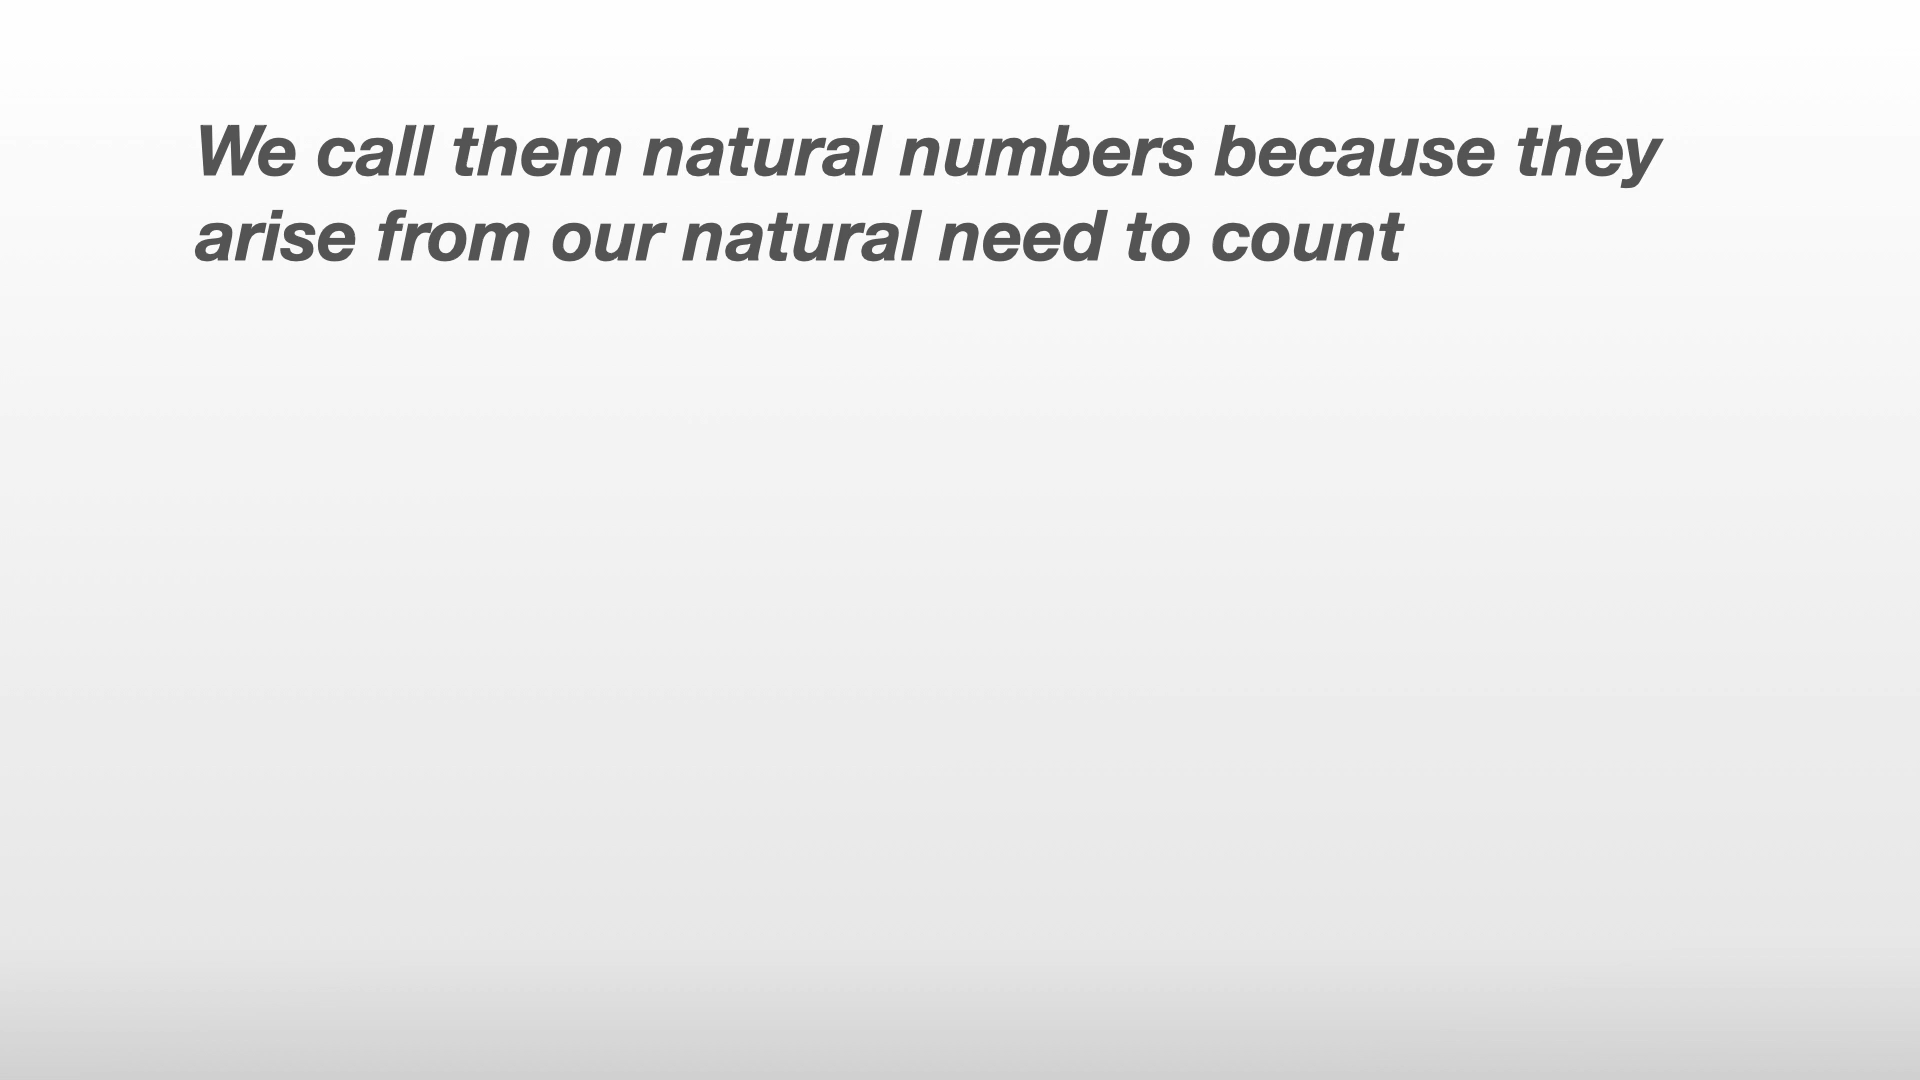 We call them natural numbers because they
arise from our natural need to count